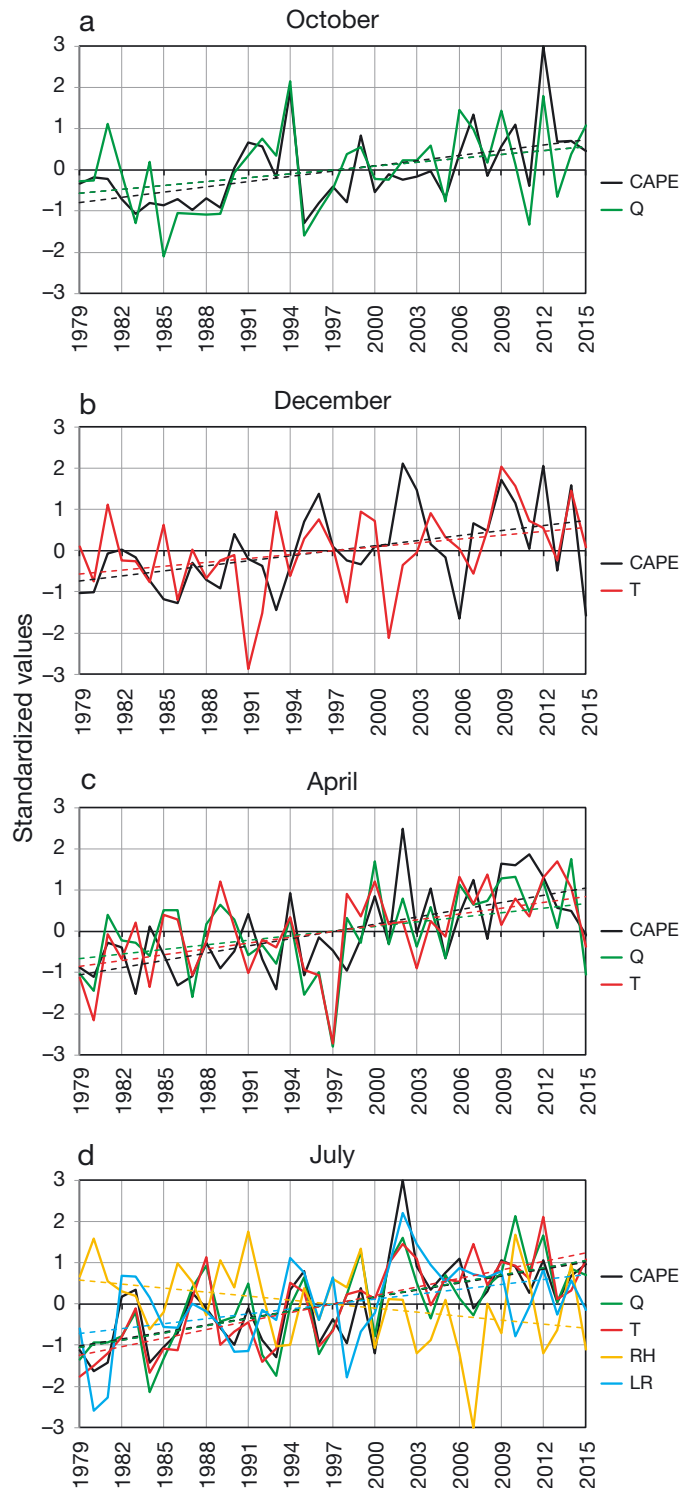 a October
3
2
1
0
−1
−2
−3
1979 1982 1985 1988 1991 1994 1997 2000 2003 2006 2009 2012 2015
CAPE
Q
b December
3
2
1
0
−1
−2
−3
1979 1982 1985 1988 1991 1994 1997 2000 2003 2006 2009 2012 2015
CAPE
T
Standardized values
c April
3
2
1
0
−1
−2
−3
1979 1982 1985 1988 1991 1994 1997 2000 2003 2006 2009 2012 2015
CAPE
Q
T
d July
3
2
1
0
−1
−2
−3
1979 1982 1985 1988 1991 1994 1997 2000 2003 2006 2009 2012 2015
CAPE
Q
T
RH
LR